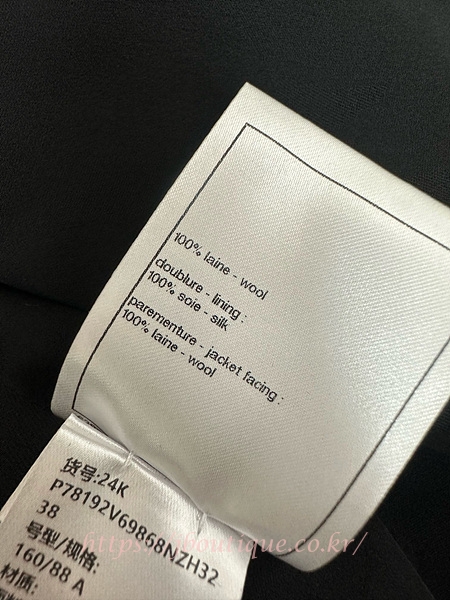 100% laine - wool
doublure - lining :
100% soie - silk
parementure - jacket facing :
100% laine - wool
货号:24K
P78192V69868NZH32
38
号型/规格:
160/88 A
材质: